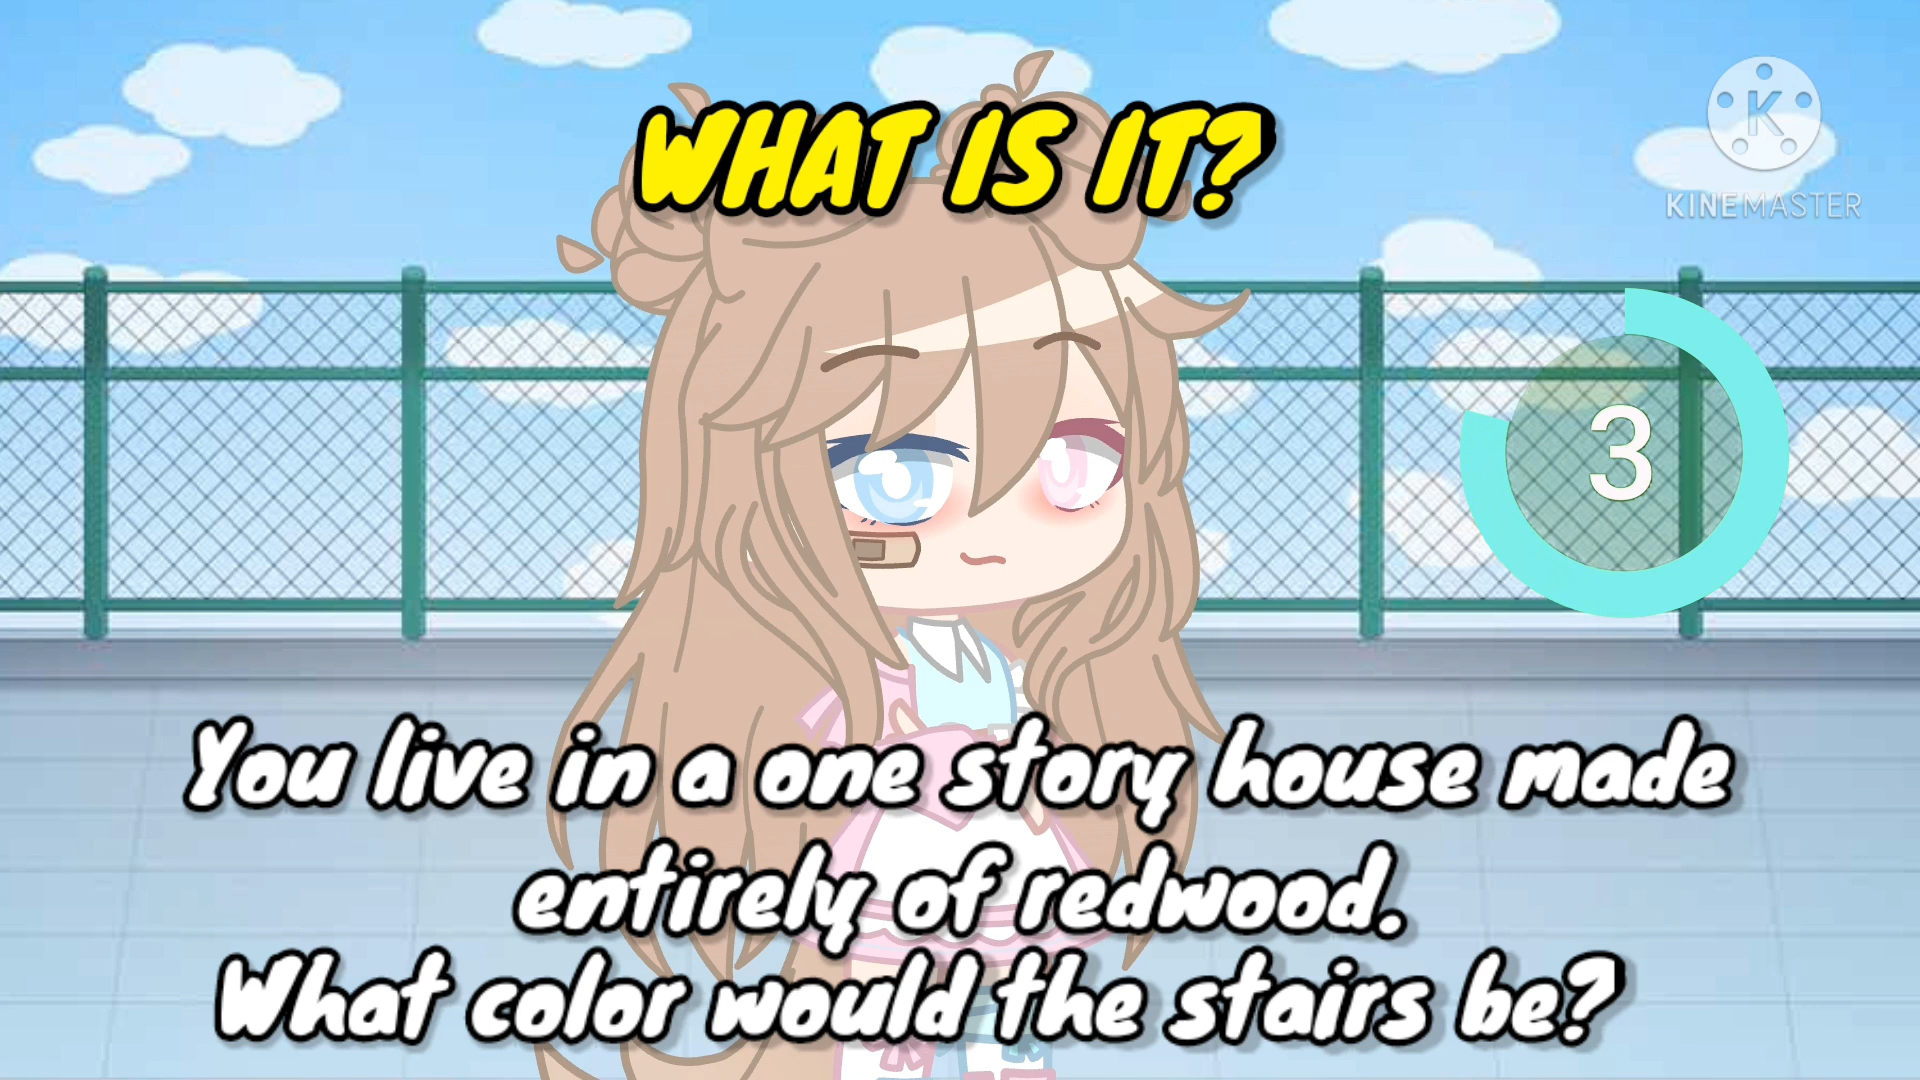 WHAT IS IT?
K
KINEMASTER
3
You live in a one story house made
entirely of redwood.
What color would the stairs be?